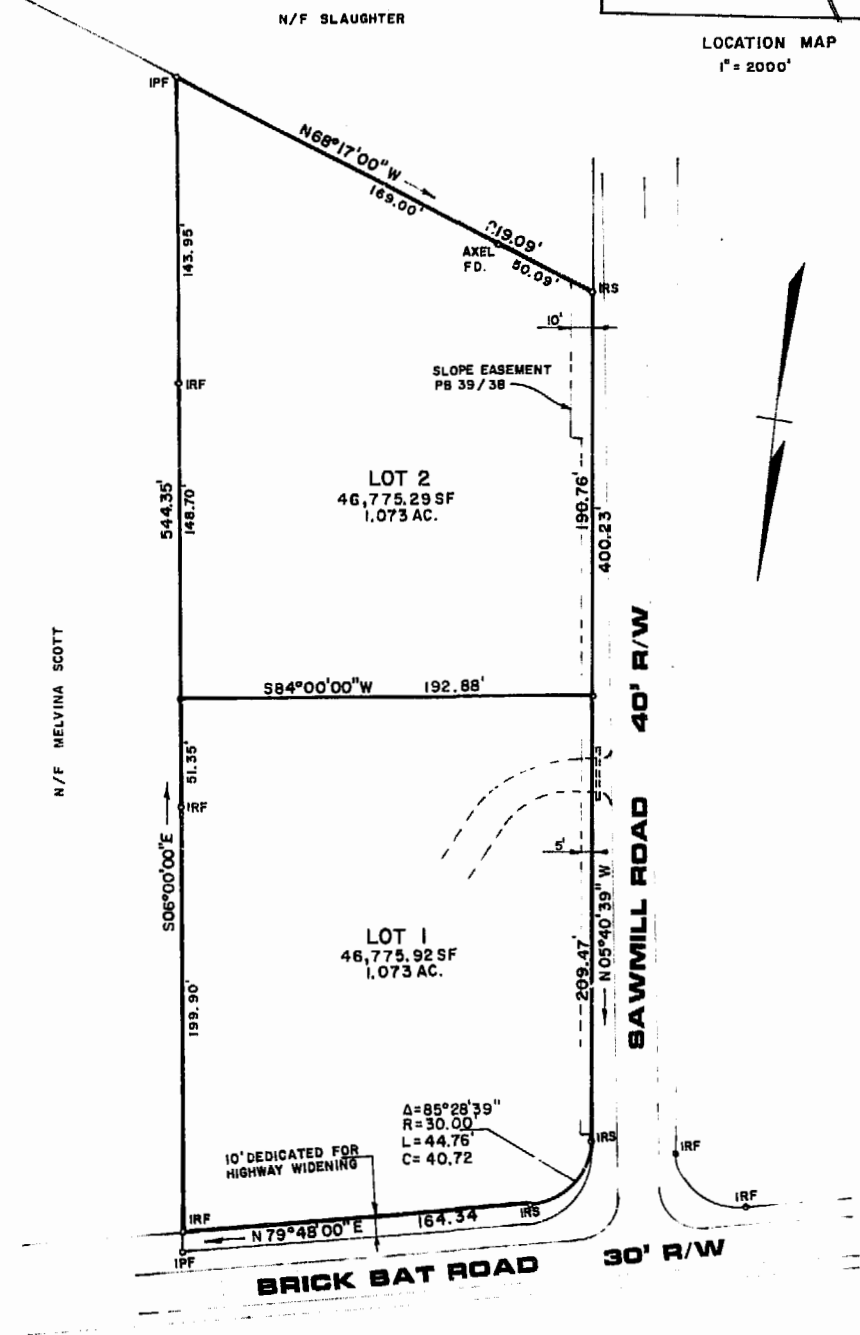 N/F SLAUGHTER
LOCATION MAP
1" = 2000'
IPF
N68°17'00"W
169.00'
219.09'
AXEL
FD.
50.09'
IRS
143.95'
10'
IRF
SLOPE EASEMENT
PB 39/38
LOT 2
46,775.29 SF
1.073 AC.
544.35'
148.70'
190.76'
400.23'
N/F MELVINA SCOTT
S84°00'00"W 192.88'
SAWMILL ROAD 40' R/W
51.35'
IRF
S06°00'00"E
5'
N05°40'39" W
LOT 1
46,775.92 SF
1.073 AC.
209.47'
199.90'
Δ=85°28'39"
R=30.00'
L=44.76'
C=40.72
10' DEDICATED FOR
HIGHWAY WIDENING
IRS
IRF
IRF
IRF
N79°48'00"E 164.34
IRS
IPF
BRICK BAT ROAD 30' R/W